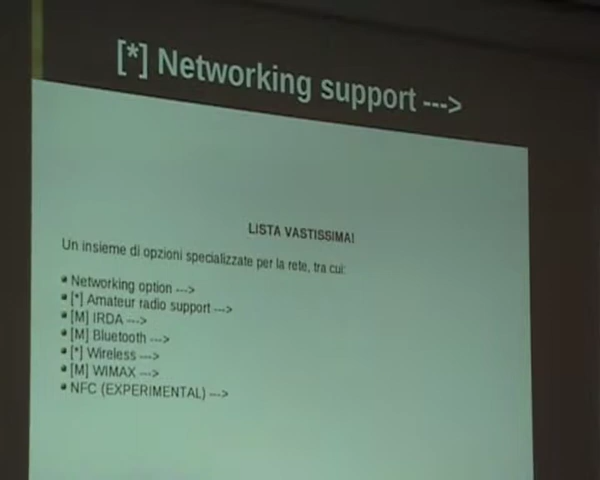 [*] Networking support --->
LISTA VASTISSIMA!
Un insieme di opzioni specializzate per la rete, tra cui:
Networking option --->
[*] Amateur radio support --->
[M] IRDA --->
[M] Bluetooth --->
[*] Wireless --->
[M] WIMAX --->
NFC (EXPERIMENTAL) --->